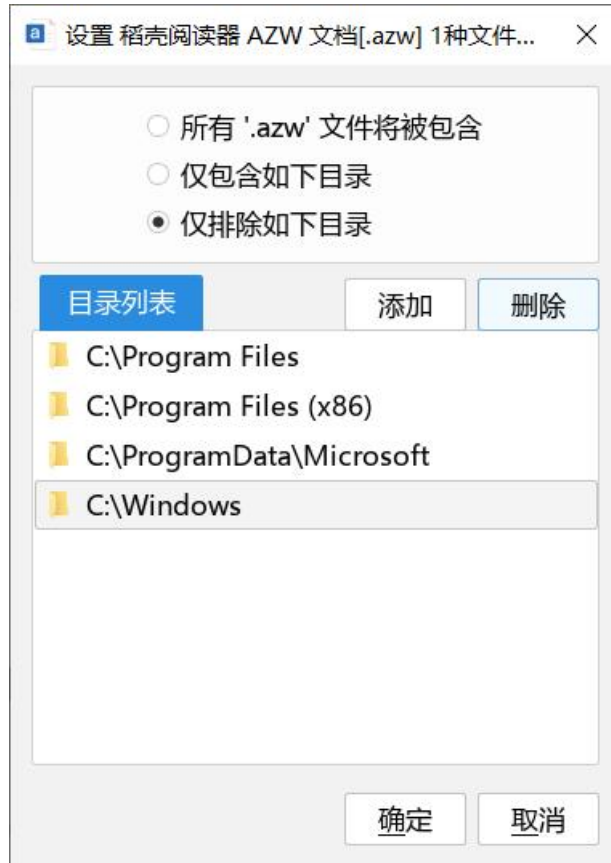 a 设置 稻壳阅读器 AZW 文档[.azw] 1种文件...
所有 '.azw' 文件将被包含
仅包含如下目录
仅排除如下目录
目录列表 添加 删除
C:\Program Files
C:\Program Files (x86)
C:\ProgramData\Microsoft
C:\Windows
确定 取消